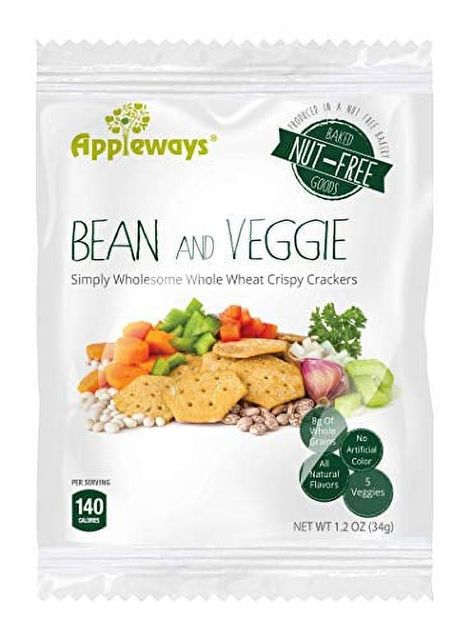 Appleways®
PRODUCED IN A NUT FREE BAKERY
BAKED
NUT-FREE
GOODS
BEAN AND VEGGIE
Simply Wholesome Whole Wheat Crispy Crackers
8g Of
Whole
Grains
No
Artificial
Color
All
Natural
Flavors
5
Veggies
PER SERVING
140
CALORIES
NET WT 1.2 OZ (34g)